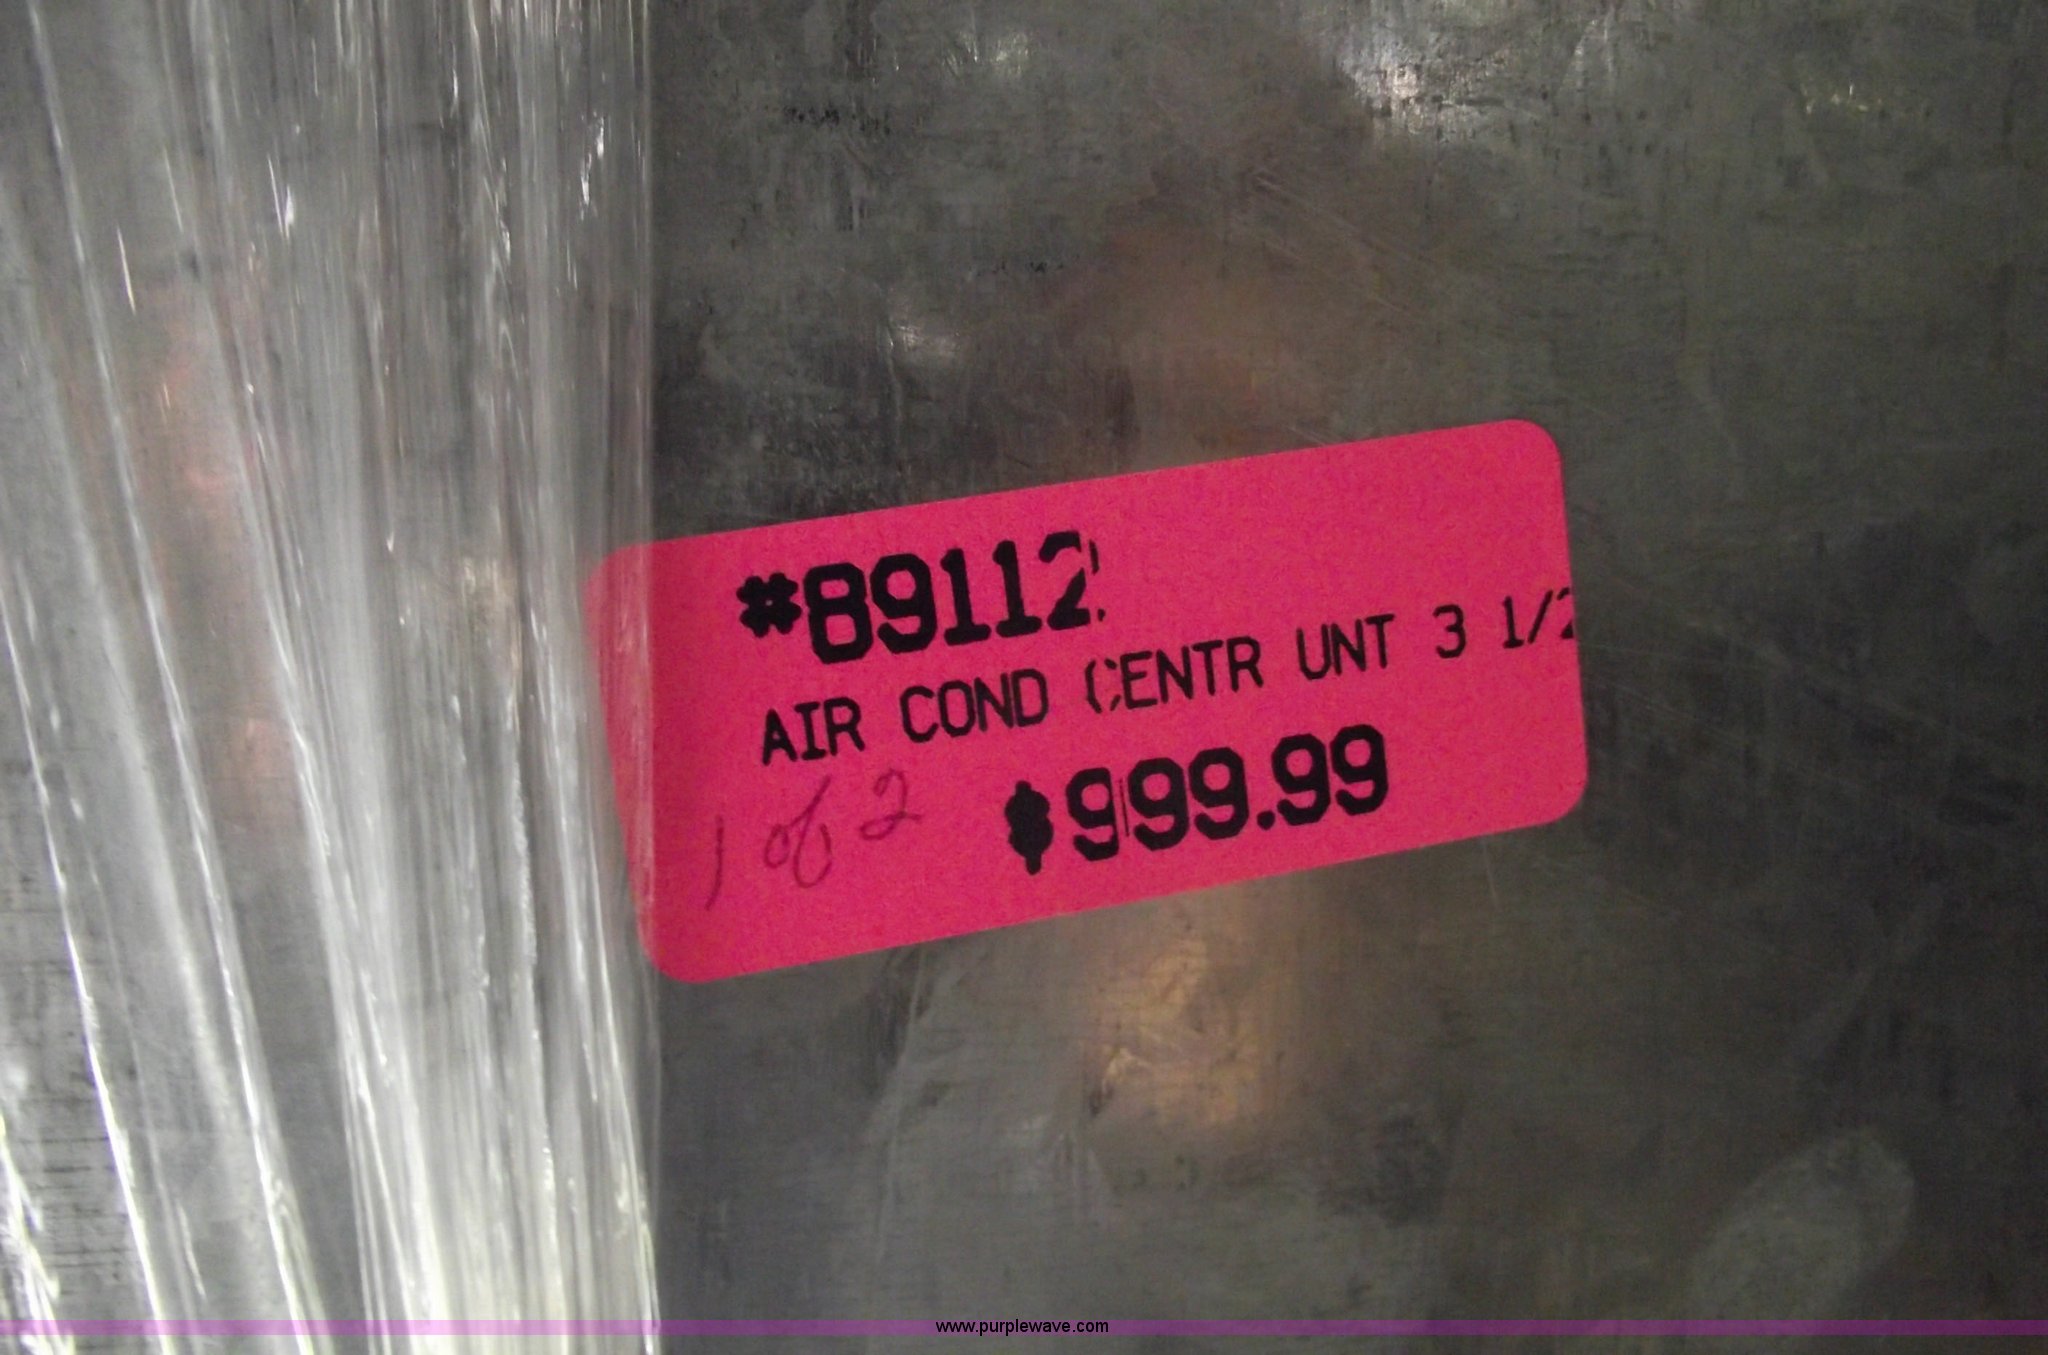 #89112
AIR COND CENTR UNT 3 1/2
1 of 2
$999.99
www.purplewave.com